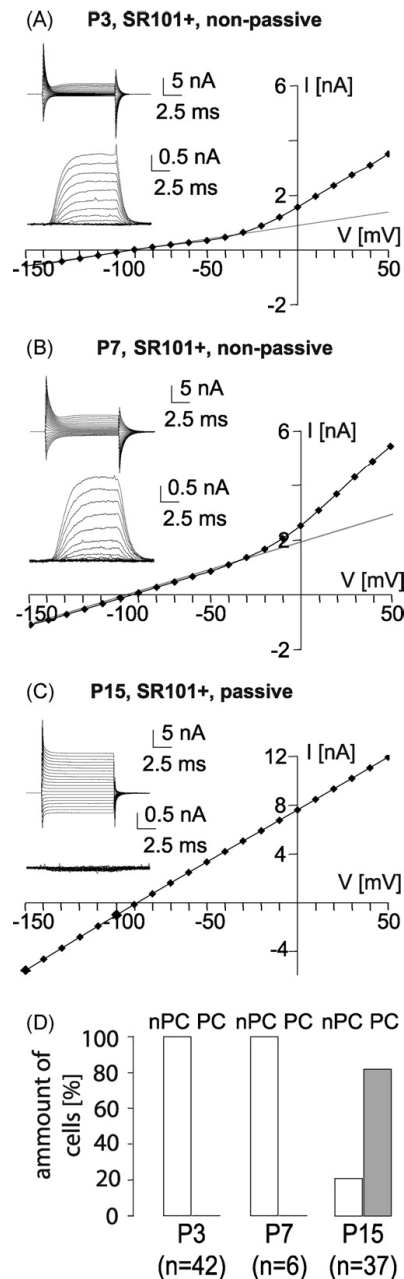 (A) P3, SR101+, non-passive
5 nA
2.5 ms
0.5 nA
2.5 ms
I [nA]
6
2
V [mV]
-150 -100 -50 50
-2
(B) P7, SR101+, non-passive
5 nA
2.5 ms
0.5 nA
2.5 ms
I [nA]
6
2
V [mV]
-150 -100 -50 50
-2
(C) P15, SR101+, passive
5 nA
2.5 ms
0.5 nA
2.5 ms
I [nA]
12
8
4
V [mV]
-150 -100 -50 50
-4
(D) nPC PC nPC PC nPC PC
ammount of
cells [%]
100
80
60
40
20
0
P3 P7 P15
(n=42) (n=6) (n=37)